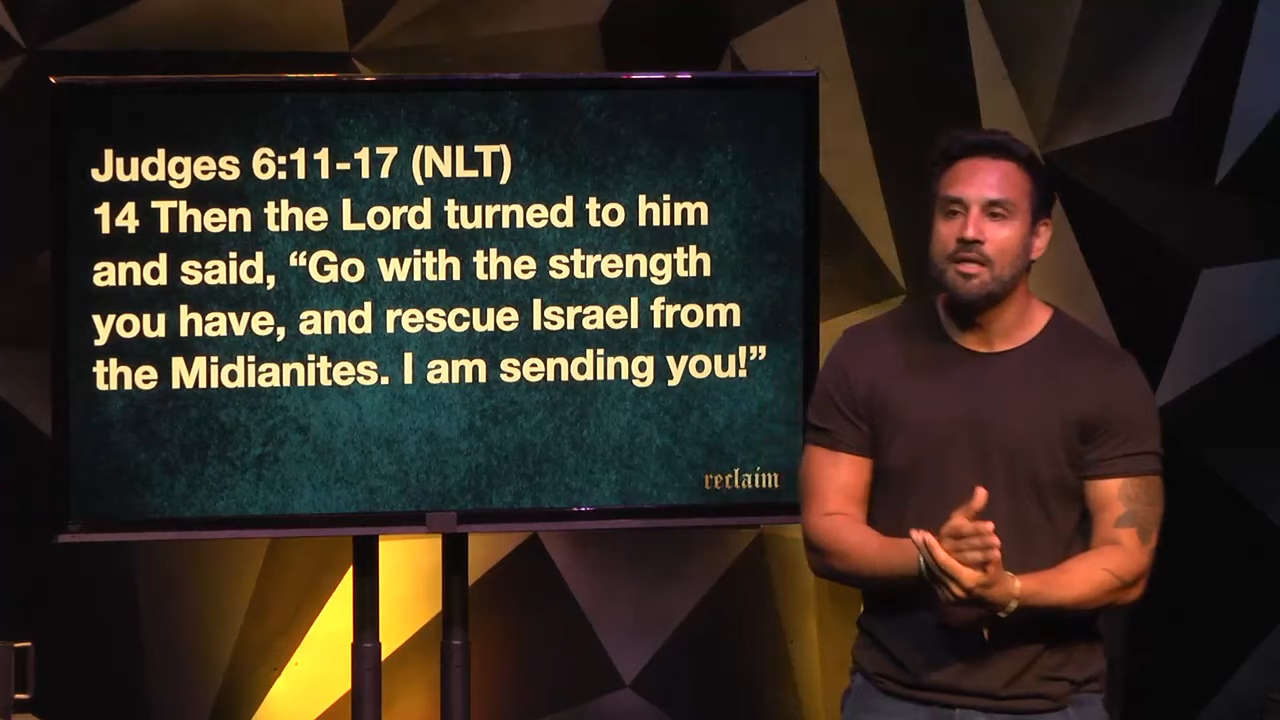 Judges 6:11-17 (NLT)
14 Then the Lord turned to him
and said, “Go with the strength
you have, and rescue Israel from
the Midianites. I am sending you!”
reclaim